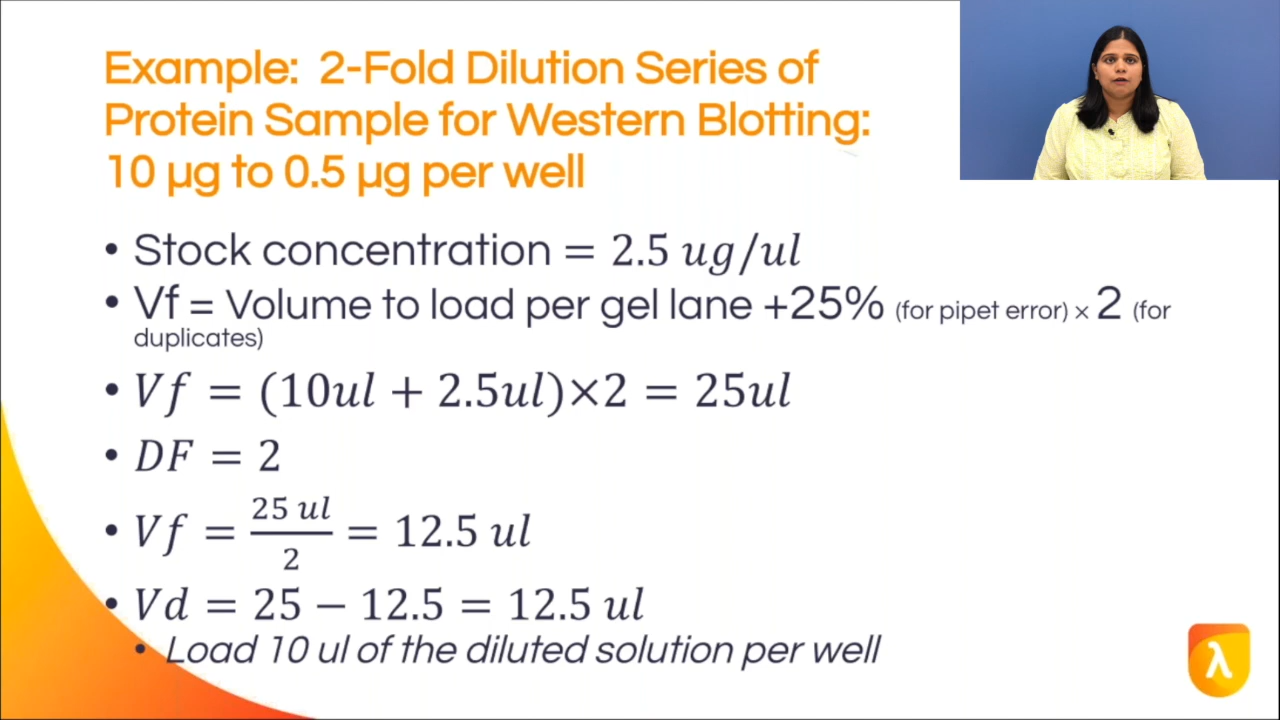 Example:  2-Fold Dilution Series of
Protein Sample for Western Blotting:
10 µg to 0.5 µg per well
• Stock concentration = 2.5 ug/ul
• Vf = Volume to load per gel lane +25% (for pipet error) × 2 (for
duplicates)
• Vf = (10ul + 2.5ul)×2 = 25ul
• DF = 2
• Vf = 25 ul / 2 = 12.5 ul
• Vd = 25 − 12.5 = 12.5 ul
• Load 10 ul of the diluted solution per well
λ